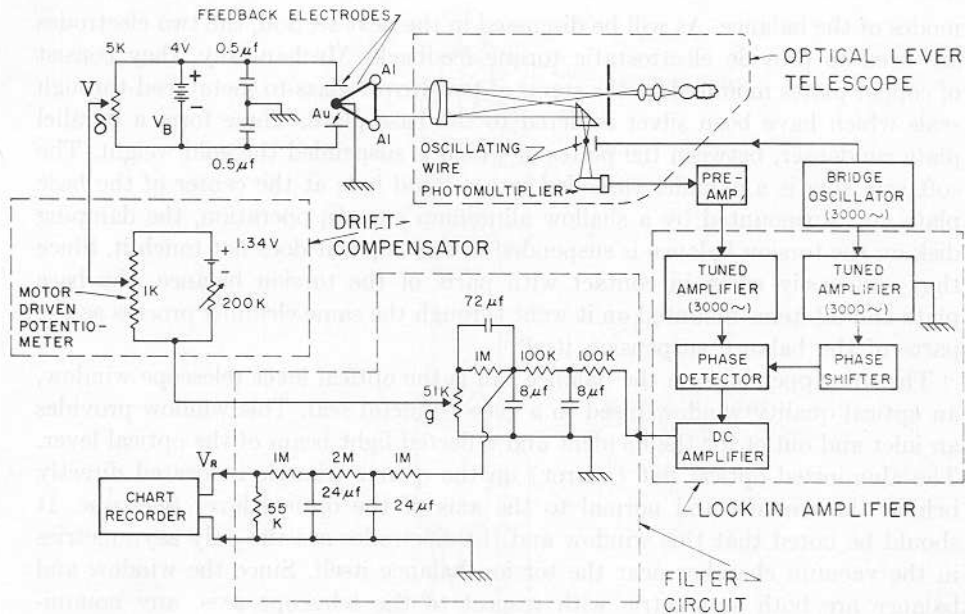 FEEDBACK ELECTRODES
5K
4V
0.5µf
V
δ
+
-
V_B
0.5µf
Al
Au
Al
OPTICAL LEVER
TELESCOPE
OSCILLATING
WIRE
PHOTOMULTIPLIER
PRE-
AMP,
BRIDGE
OSCILLATOR
(3000~)
DRIFT-
COMPENSATOR
1.34V
1K
200K
MOTOR
DRIVEN
POTENTIO-
METER
TUNED
AMPLIFIER
(3000~)
TUNED
AMPLIFIER
(3000~)
PHASE
DETECTOR
PHASE
SHIFTER
DC
AMPLIFIER
LOCK IN AMPLIFIER
72µf
1M
100K
100K
51K
g
8µf
8µf
V_R
1M
2M
1M
CHART
RECORDER
55
K
24µf
24µf
FILTER
CIRCUIT